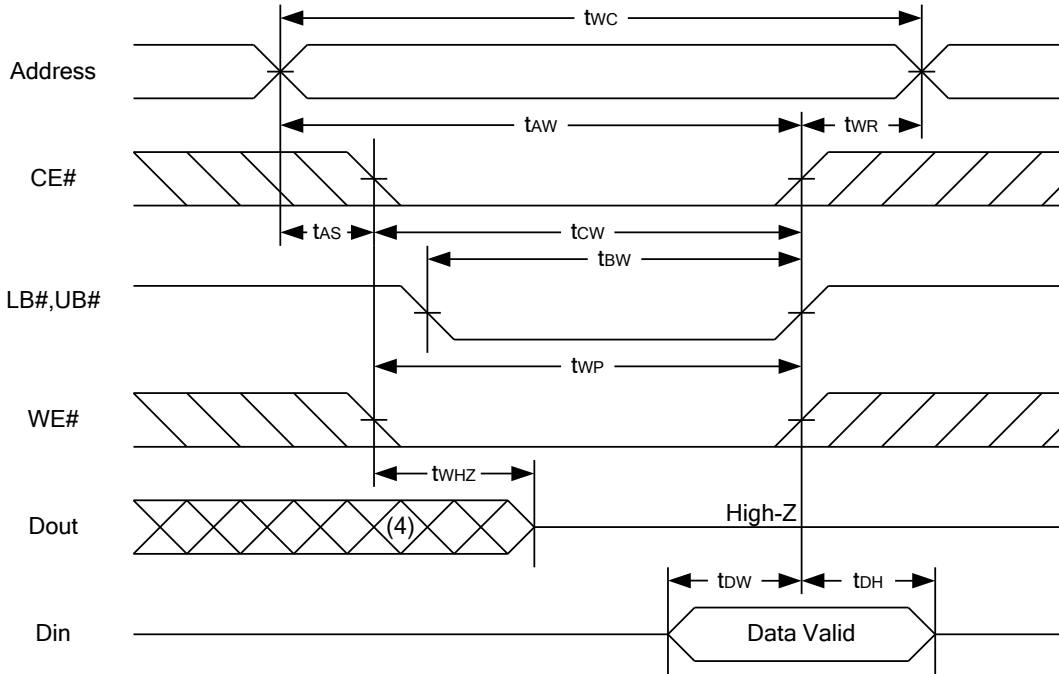 tWC
Address
tAW
tWR
CE#
tAS
tCW
tBW
LB#,UB#
tWP
WE#
tWHZ
Dout
(4)
High-Z
tDW
tDH
Din
Data Valid